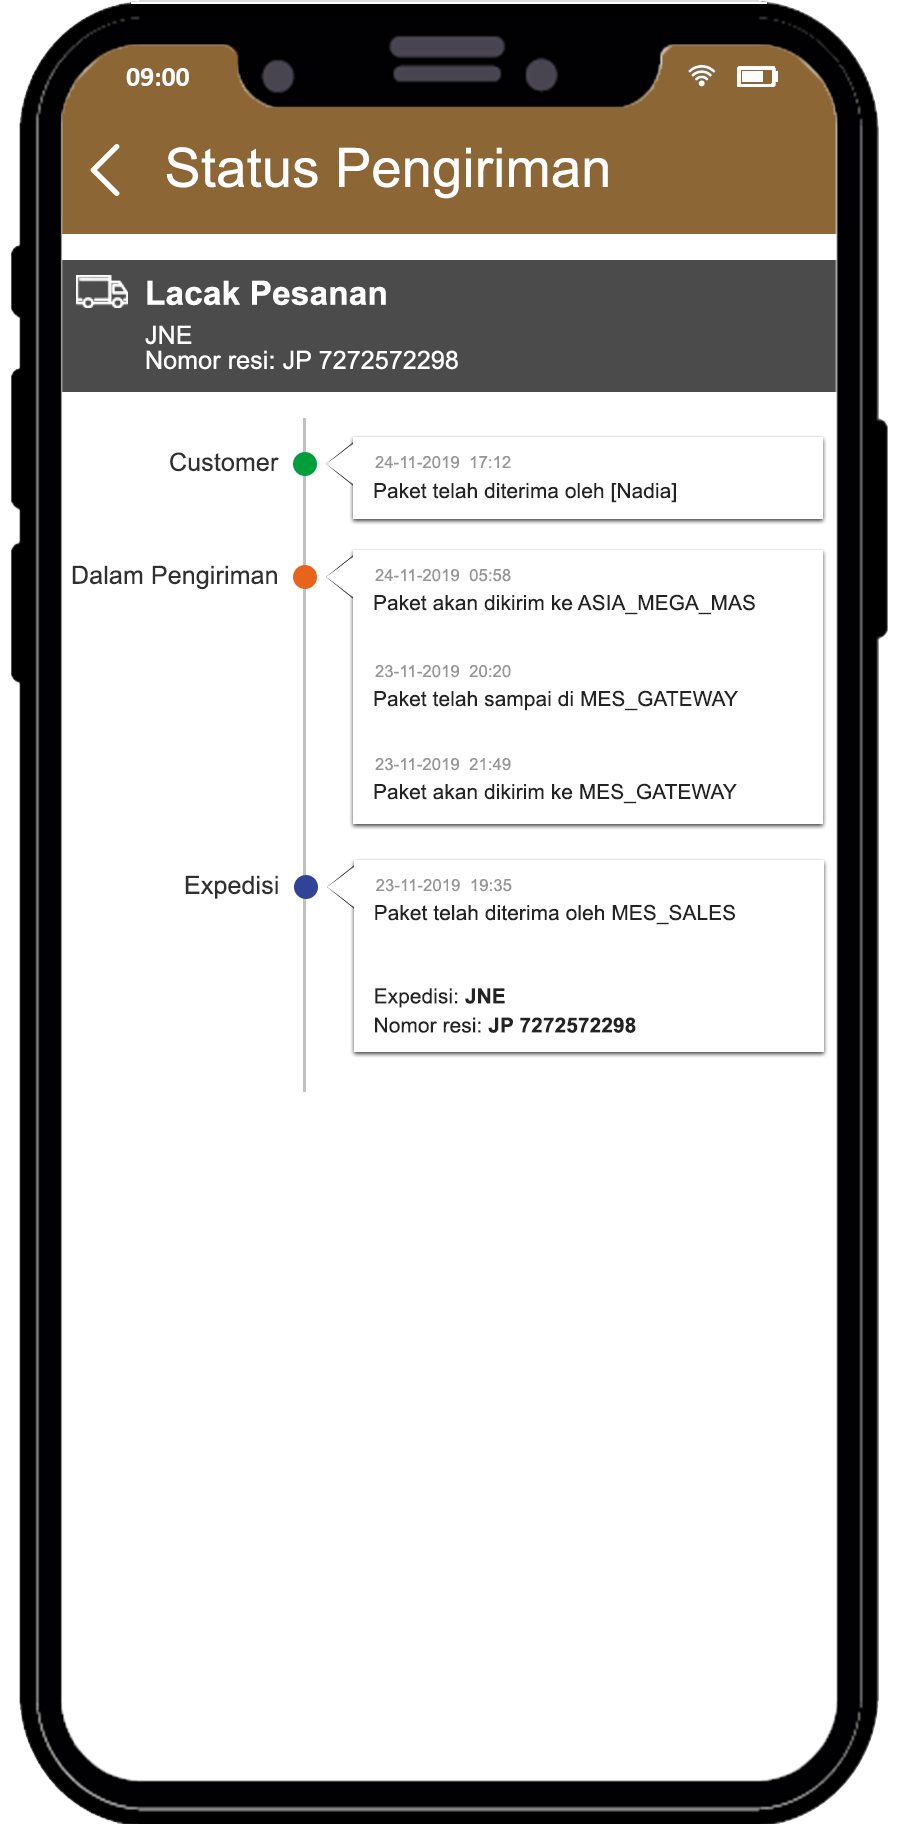 09:00
Status Pengiriman
Lacak Pesanan
JNE
Nomor resi: JP 7272572298
Customer
24-11-2019 17:12
Paket telah diterima oleh [Nadia]
Dalam Pengiriman
24-11-2019 05:58
Paket akan dikirim ke ASIA_MEGA_MAS
23-11-2019 20:20
Paket telah sampai di MES_GATEWAY
23-11-2019 21:49
Paket akan dikirim ke MES_GATEWAY
Expedisi
23-11-2019 19:35
Paket telah diterima oleh MES_SALES
Expedisi: JNE
Nomor resi: JP 7272572298